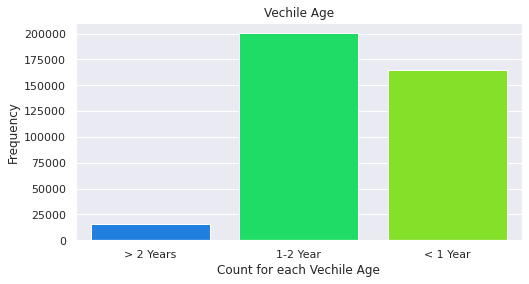 Vechile Age
200000
175000
150000
125000
100000
75000
50000
25000
0
Frequency
> 2 Years
1-2 Year
< 1 Year
Count for each Vechile Age